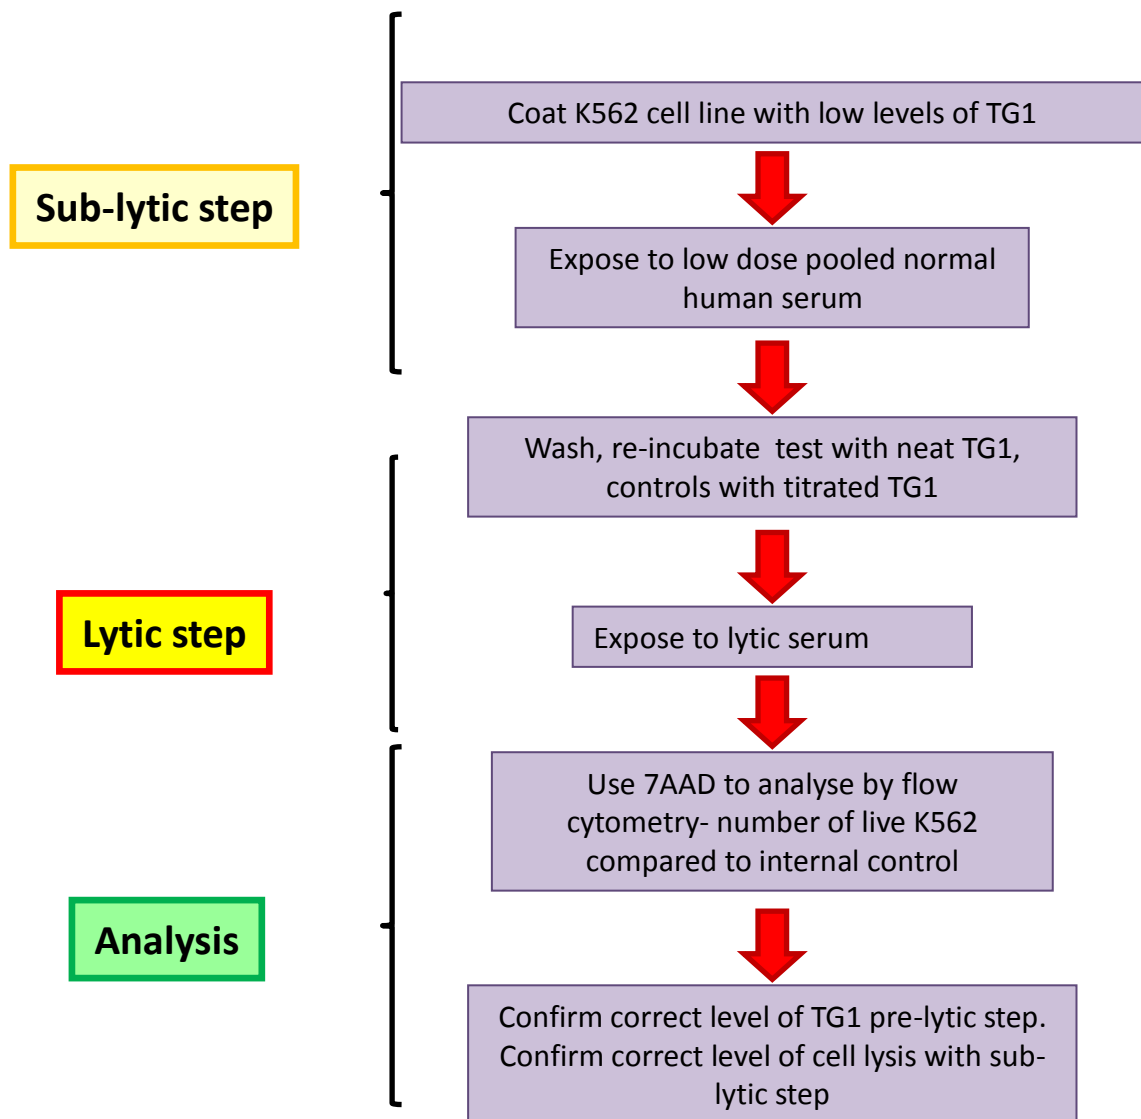 Coat K562 cell line with low levels of TG1
Sub-lytic step
Expose to low dose pooled normal
human serum
Wash, re-incubate test with neat TG1,
controls with titrated TG1
Lytic step
Expose to lytic serum
Use 7AAD to analyse by flow
cytometry- number of live K562
compared to internal control
Analysis
Confirm correct level of TG1 pre-lytic step.
Confirm correct level of cell lysis with sub-
lytic step